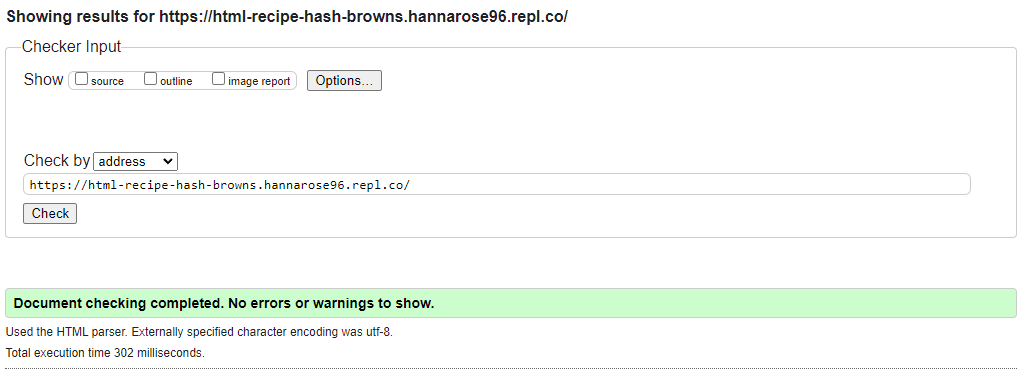 Showing results for https://html-recipe-hash-browns.hannarose96.repl.co/
Checker Input
Show source outline image report Options...
Check by address
https://html-recipe-hash-browns.hannarose96.repl.co/
Check
Document checking completed. No errors or warnings to show.
Used the HTML parser. Externally specified character encoding was utf-8.
Total execution time 302 milliseconds.